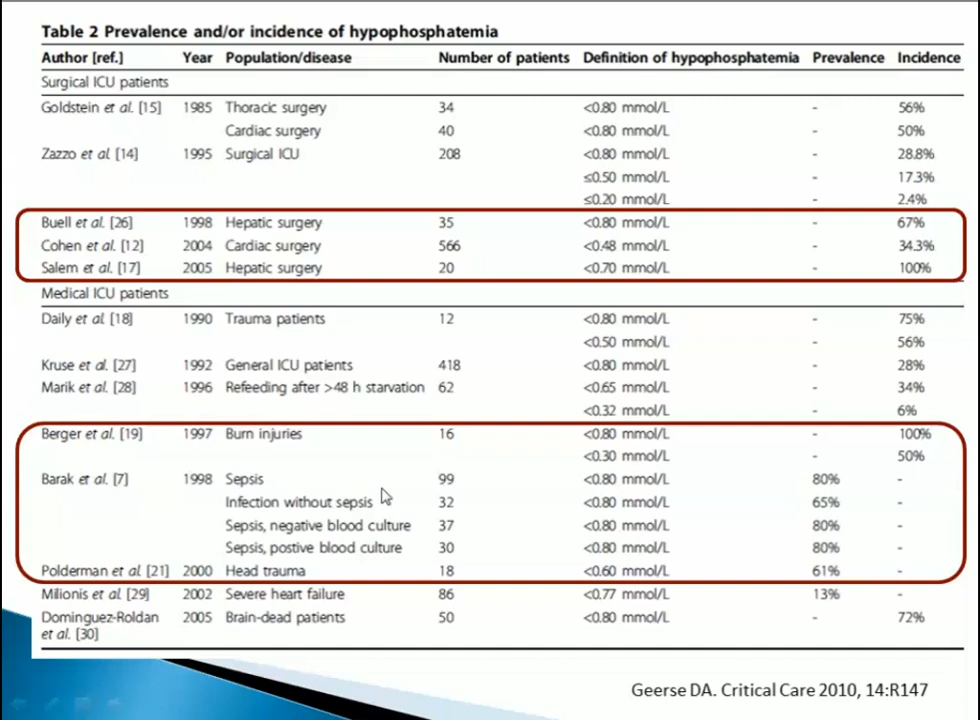 Table 2 Prevalence and/or incidence of hypophosphatemia
Author [ref.] Year Population/disease Number of patients Definition of hypophosphatemia Prevalence Incidence
Surgical ICU patients
Goldstein et al. [15] 1985 Thoracic surgery 34 <0.80 mmol/L - 56%
Cardiac surgery 40 <0.80 mmol/L - 50%
Zazzo et al. [14] 1995 Surgical ICU 208 <0.80 mmol/L - 28.8%
≤0.50 mmol/L - 17.3%
≤0.20 mmol/L - 2.4%
Buell et al. [26] 1998 Hepatic surgery 35 <0.80 mmol/L - 67%
Cohen et al. [12] 2004 Cardiac surgery 566 <0.48 mmol/L - 34.3%
Salem et al. [17] 2005 Hepatic surgery 20 <0.70 mmol/L - 100%
Medical ICU patients
Daily et al. [18] 1990 Trauma patients 12 <0.80 mmol/L - 75%
<0.50 mmol/L - 56%
Kruse et al. [27] 1992 General ICU patients 418 <0.80 mmol/L - 28%
Marik et al. [28] 1996 Refeeding after >48 h starvation 62 <0.65 mmol/L - 34%
<0.32 mmol/L - 6%
Berger et al. [19] 1997 Burn injuries 16 <0.80 mmol/L - 100%
<0.30 mmol/L - 50%
Barak et al. [7] 1998 Sepsis 99 <0.80 mmol/L 80% -
Infection without sepsis 32 <0.80 mmol/L 65% -
Sepsis, negative blood culture 37 <0.80 mmol/L 80% -
Sepsis, postive blood culture 30 <0.80 mmol/L 80% -
Polderman et al. [21] 2000 Head trauma 18 <0.60 mmol/L 61% -
Milionis et al. [29] 2002 Severe heart failure 86 <0.77 mmol/L 13% -
Dominguez-Roldan 2005 Brain-dead patients 50 <0.80 mmol/L - 72%
et al. [30]
Geerse DA. Critical Care 2010, 14:R147